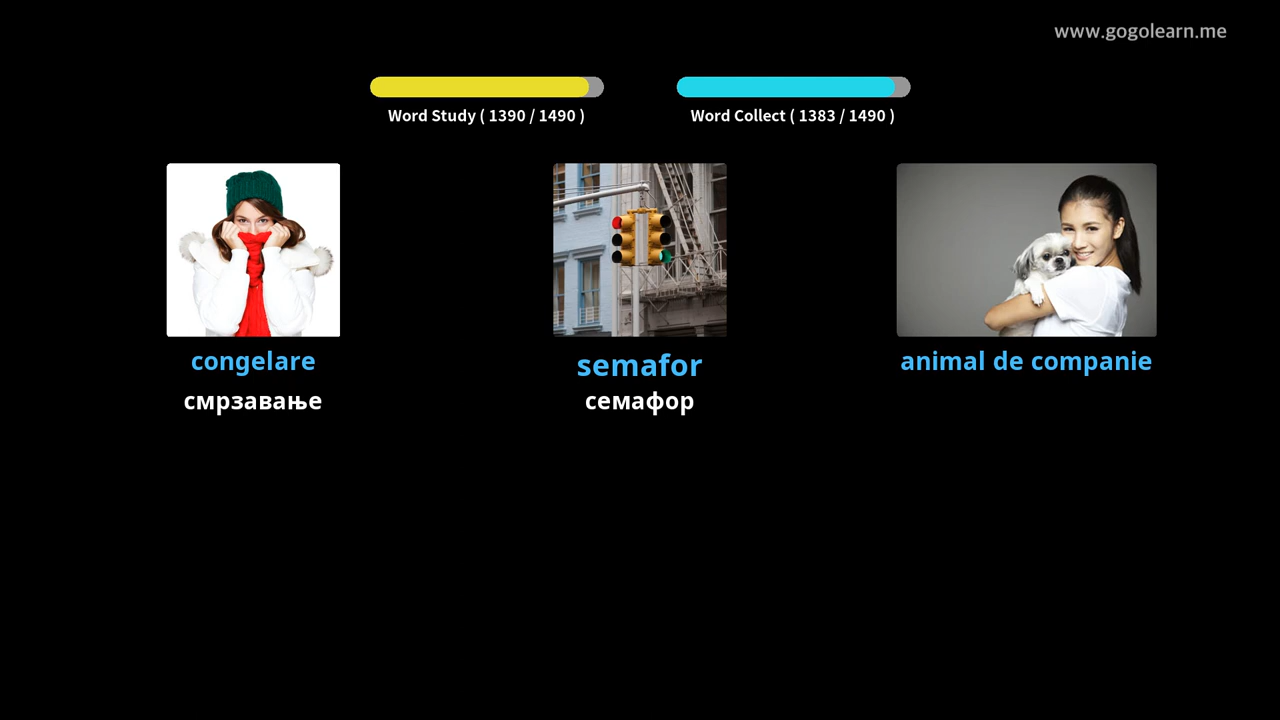 www.gogolearn.me
Word Study ( 1390 / 1490 )
Word Collect ( 1383 / 1490 )
congelare
смрзавање
semafor
семафор
animal de companie